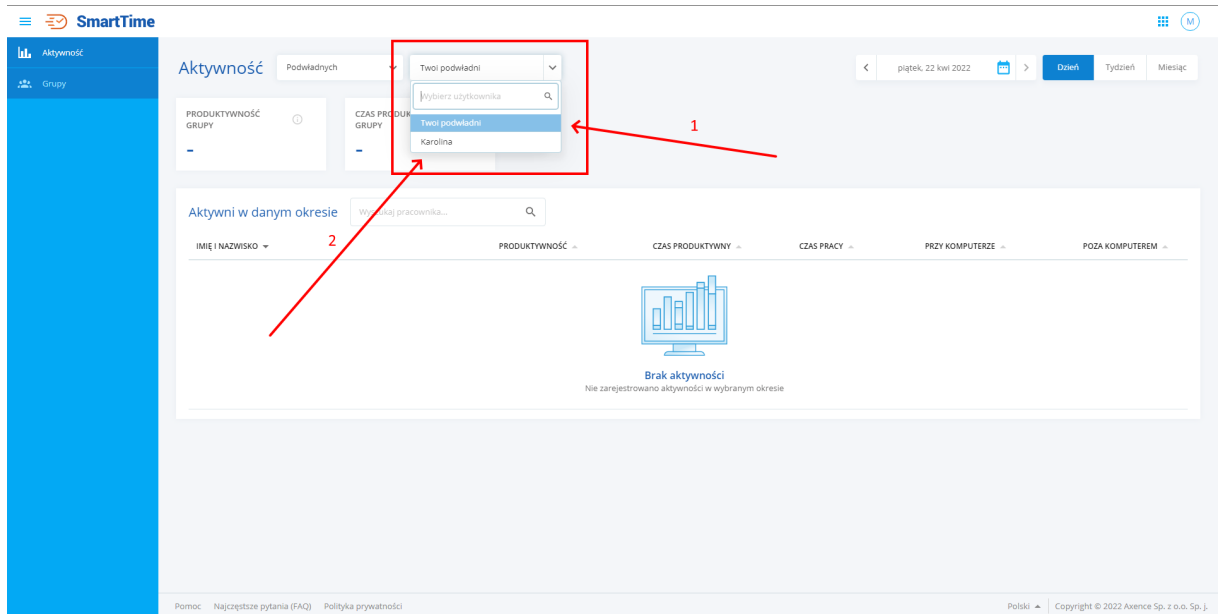 SmartTime
M
Aktywność
Grupy
Aktywność
Podwładnych
Twoi podwładni
piątek, 22 kwi 2022
Dzień
Tydzień
Miesiąc
Wybierz użytkownika
Twoi podwładni
Karolina
1
2
PRODUKTYWNOŚĆ
GRUPY
-
CZAS PRODUK
GRUPY
-
Aktywni w danym okresie
pracownika...
IMIĘ I NAZWISKO
PRODUKTYWNOŚĆ
CZAS PRODUKTYWNY
CZAS PRACY
PRZY KOMPUTERZE
POZA KOMPUTEREM
Brak aktywności
Nie zarejestrowano aktywności w wybranym okresie
Pomoc
Najczęstsze pytania (FAQ)
Polityka prywatności
Polski
Copyright © 2022 Axence Sp. z o.o. Sp. j.